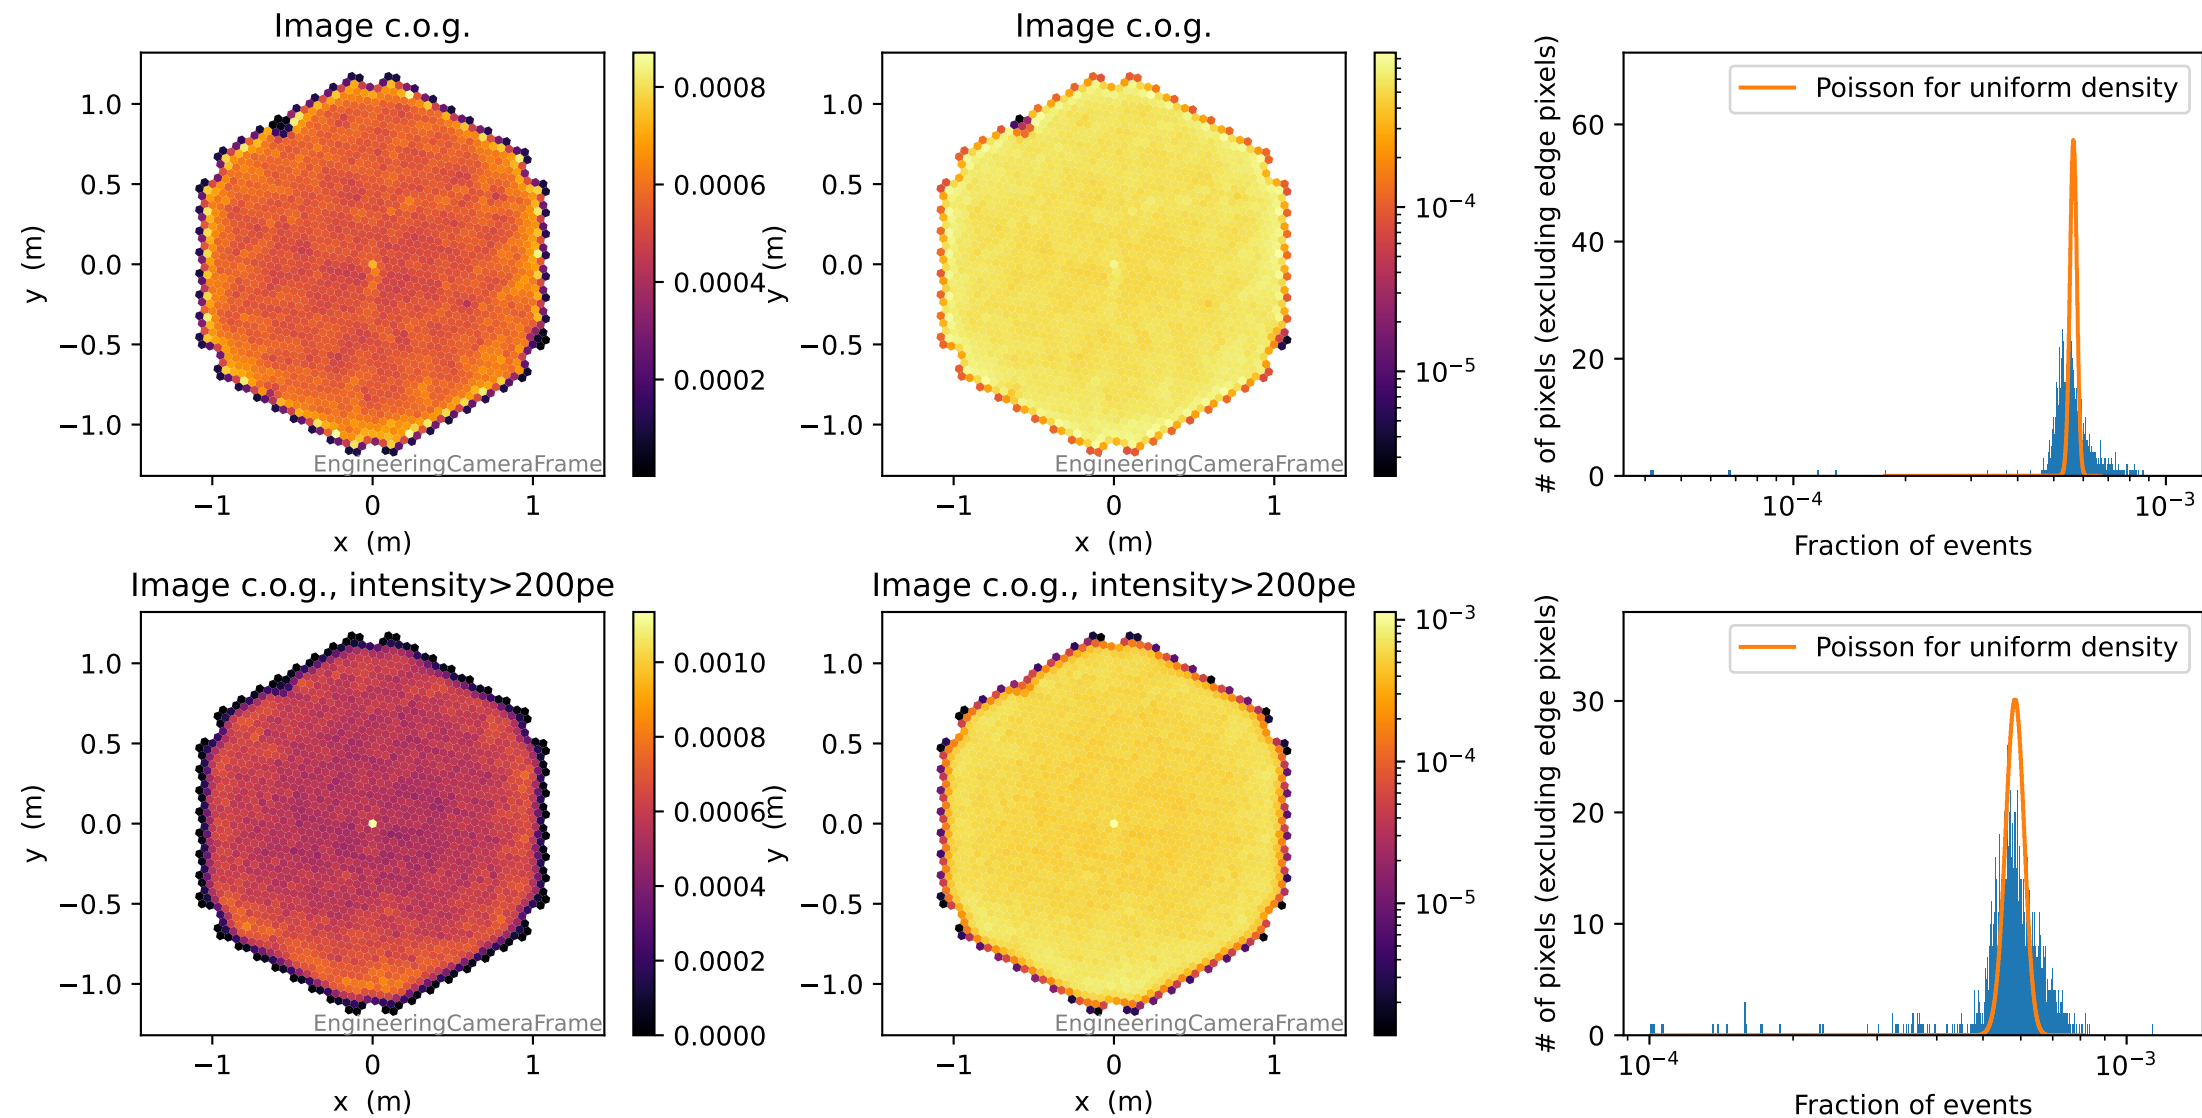 Image c.o.g.
y (m)
1.0
0.5
0.0
−0.5
−1.0
−1
0
1
x (m)
EngineeringCameraFrame
0.0008
0.0006
0.0004
0.0002
Image c.o.g.
y (m)
1.0
0.5
0.0
−0.5
−1.0
−1
0
1
x (m)
EngineeringCameraFrame
10⁻⁴
10⁻⁵
# of pixels (excluding edge pixels)
60
40
20
0
Poisson for uniform density
10⁻⁴
10⁻³
Fraction of events
Image c.o.g., intensity>200pe
y (m)
1.0
0.5
0.0
−0.5
−1.0
−1
0
1
x (m)
EngineeringCameraFrame
0.0010
0.0008
0.0006
0.0004
0.0002
0.0000
Image c.o.g., intensity>200pe
y (m)
1.0
0.5
0.0
−0.5
−1.0
−1
0
1
x (m)
EngineeringCameraFrame
10⁻³
10⁻⁴
10⁻⁵
# of pixels (excluding edge pixels)
30
20
10
0
Poisson for uniform density
10⁻⁴
10⁻³
Fraction of events